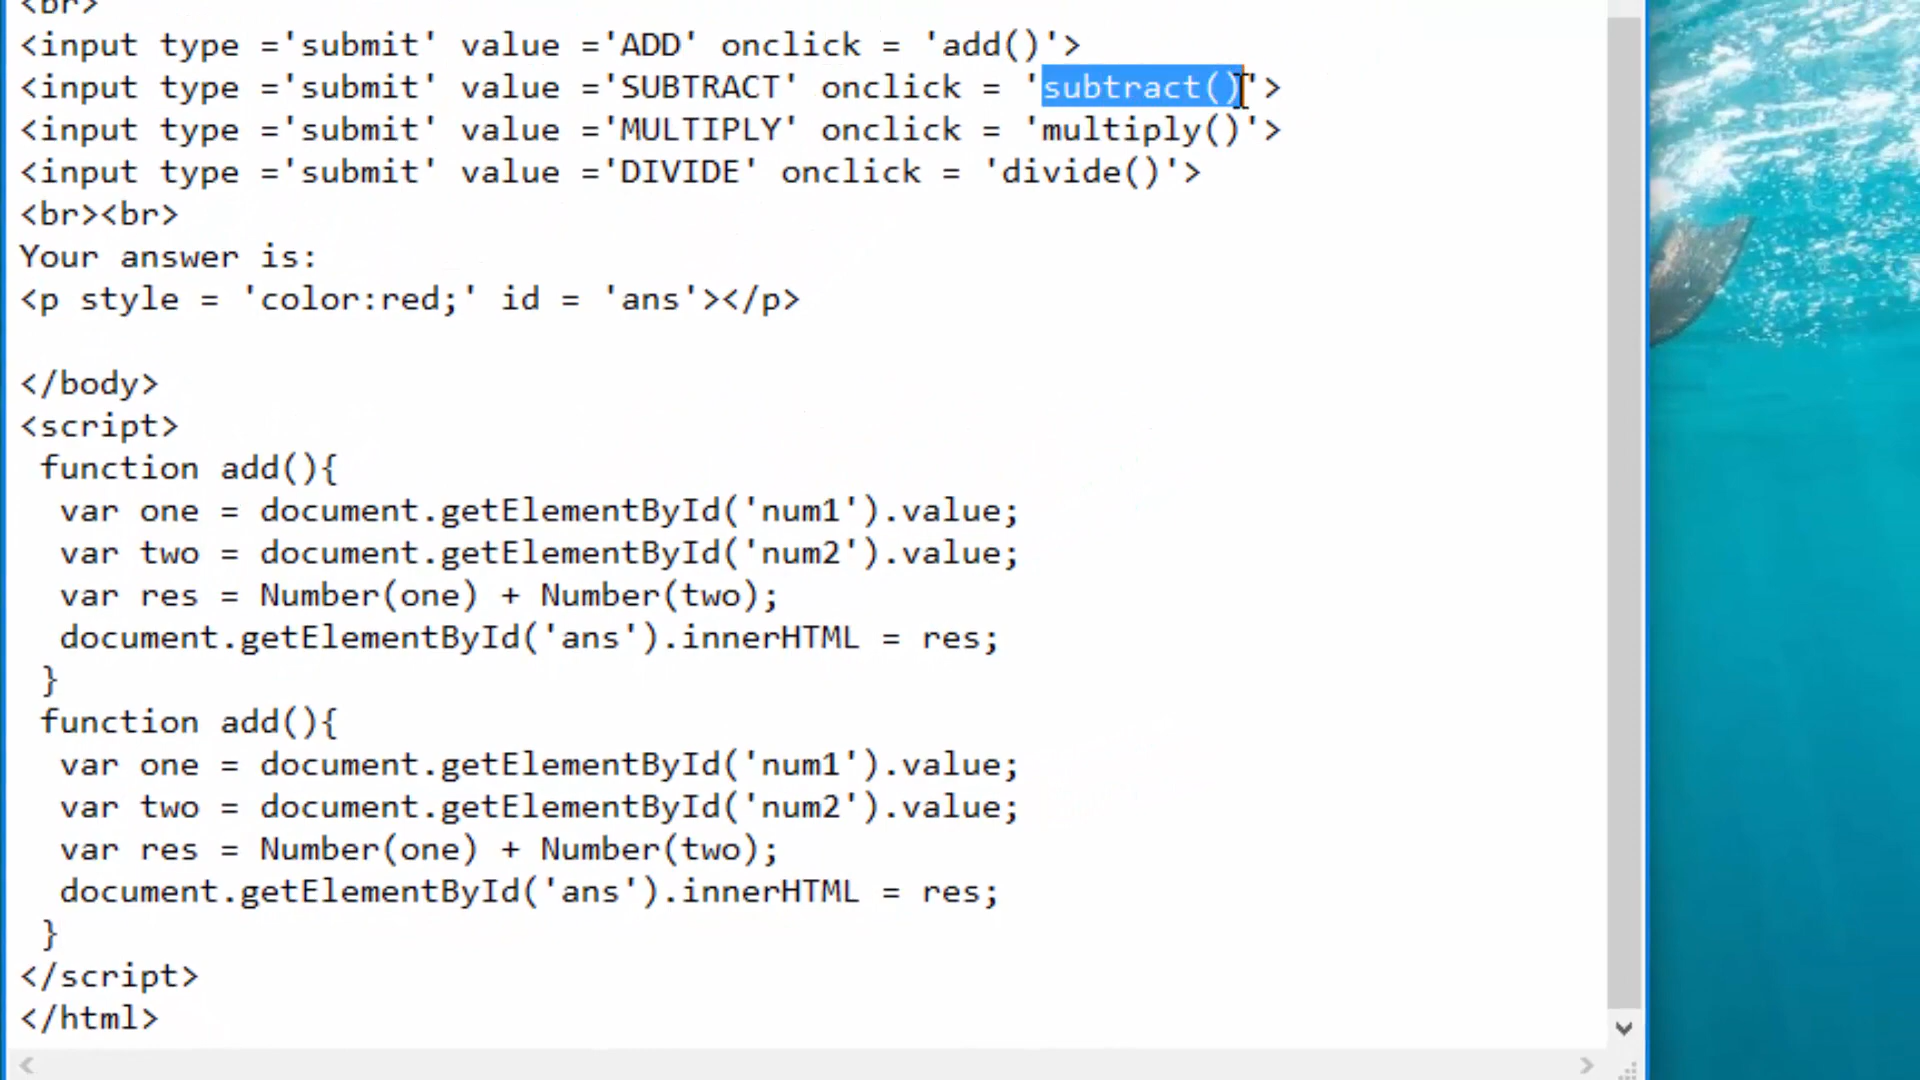 <br>
<input type ='submit' value ='ADD' onclick = 'add()'>
<input type ='submit' value ='SUBTRACT' onclick = 'subtract()'>
<input type ='submit' value ='MULTIPLY' onclick = 'multiply()'>
<input type ='submit' value ='DIVIDE' onclick = 'divide()'>
<br><br>
Your answer is:
<p style = 'color:red;' id = 'ans'></p>
</body>
<script>
function add(){
var one = document.getElementById('num1').value;
var two = document.getElementById('num2').value;
var res = Number(one) + Number(two);
document.getElementById('ans').innerHTML = res;
}
function add(){
var one = document.getElementById('num1').value;
var two = document.getElementById('num2').value;
var res = Number(one) + Number(two);
document.getElementById('ans').innerHTML = res;
}
</script>
</html>